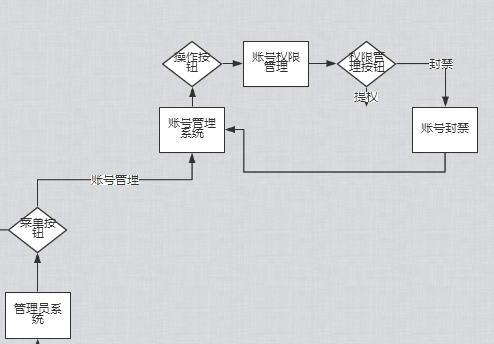 操作按
钮
账号权限
管理
权限管
理按钮
封禁
提权
账号管理
系统
账号封禁
账号管理
菜单按
钮
管理员系
统